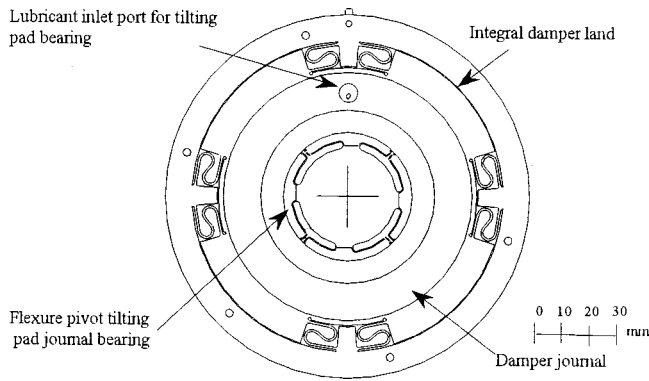 Lubricant inlet port for tilting
pad bearing
Integral damper land
Flexure pivot tilting
pad journal bearing
0 10 20 30
mm
Damper journal